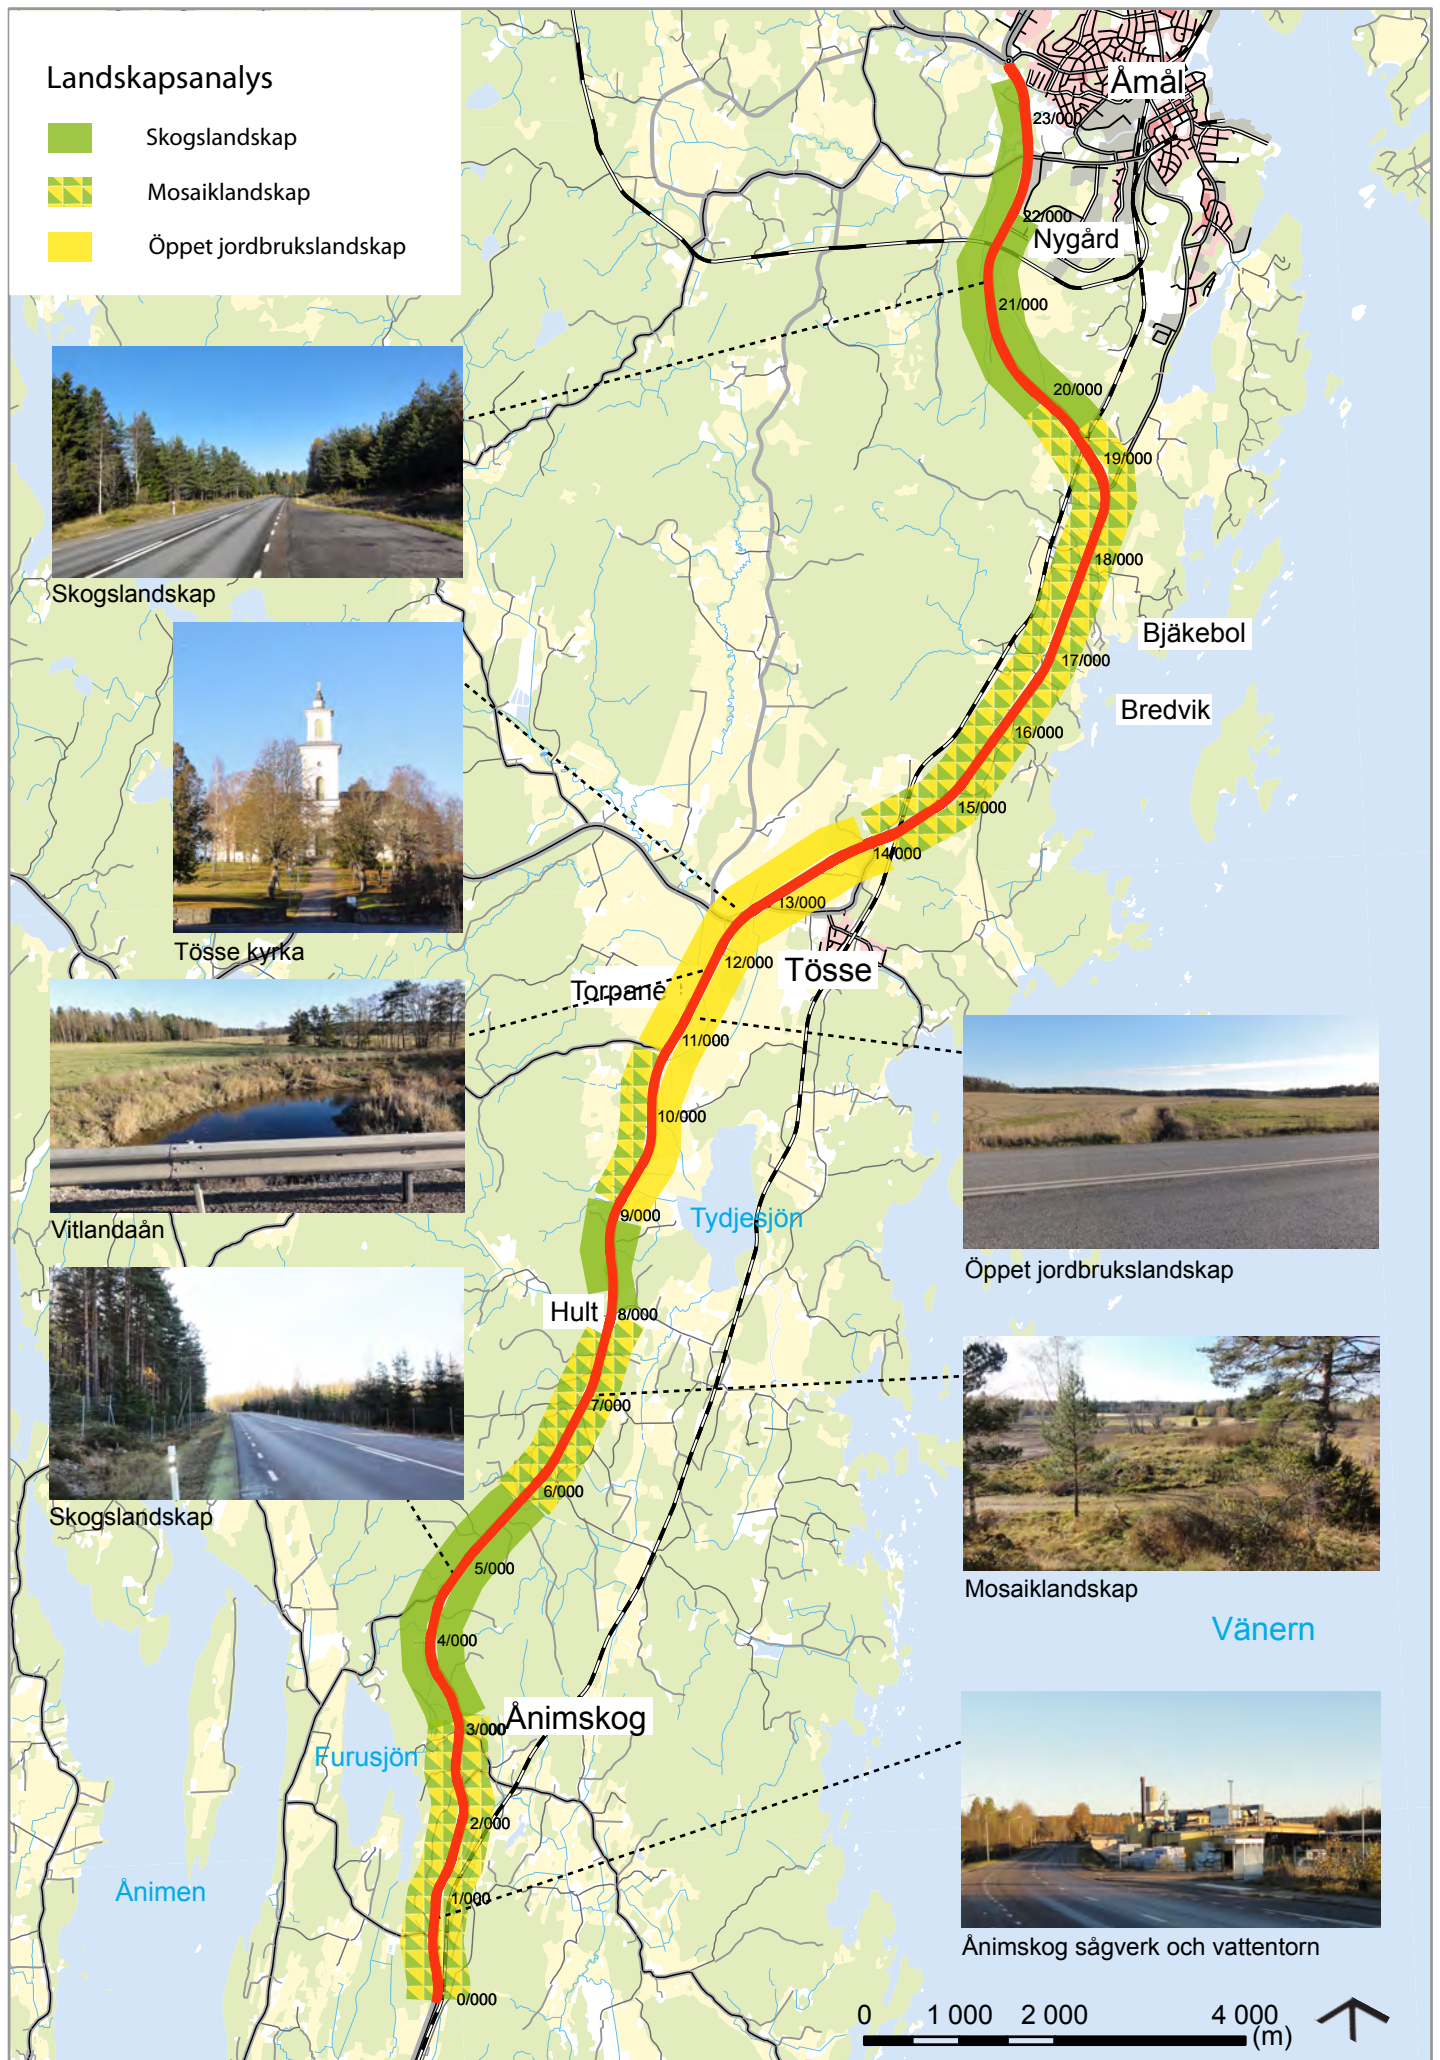 Landskapsanalys
Skogslandskap
Mosaiklandskap
Öppet jordbrukslandskap
Åmål
23/000
22/000
Nygård
21/000
20/000
19/000
18/000
Bjäkebol
17/000
Bredvik
16/000
15/000
14/000
13/000
12/000
Tösse
Torpane
11/000
10/000
9/000
Tydjesjön
Hult
8/000
7/000
6/000
5/000
4/000
Ånimskog
3/000
Furusjön
2/000
Ånimen
1/000
0/000
Vänern
Skogslandskap
Tösse kyrka
Vitlandaån
Skogslandskap
Öppet jordbrukslandskap
Mosaiklandskap
Ånimskog sågverk och vattentorn
0 1 000 2 000 4 000
(m)